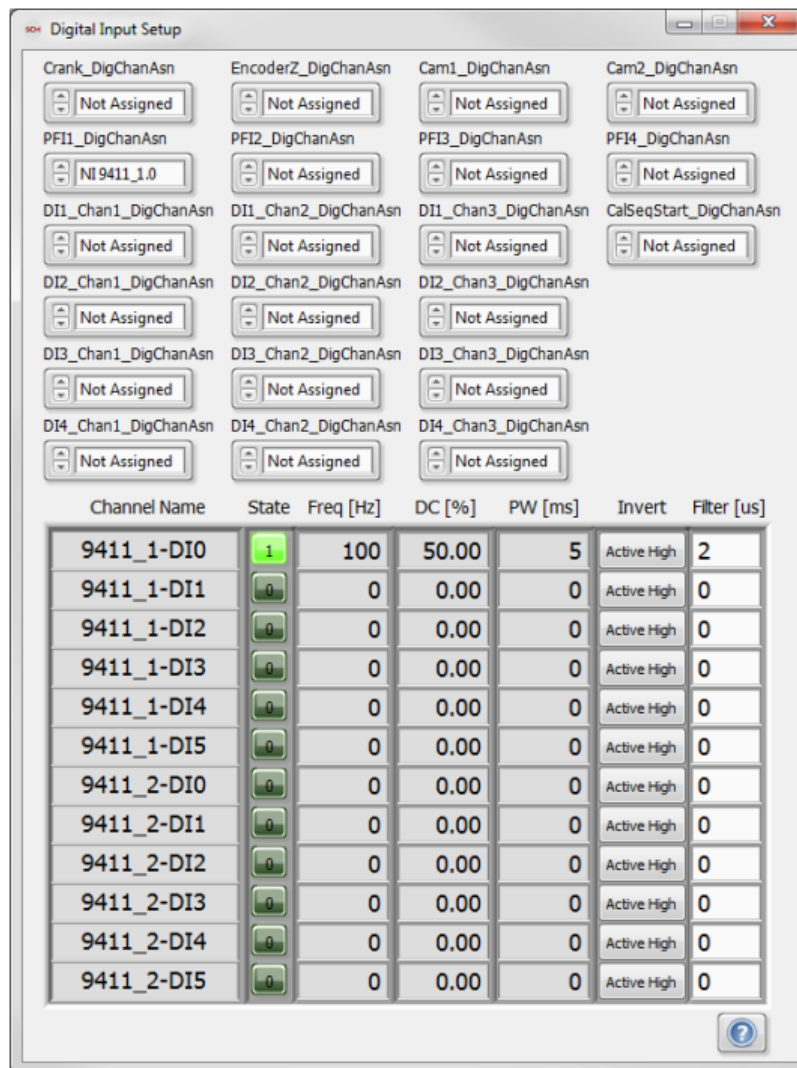 SCH Digital Input Setup
Crank_DigChanAsn EncoderZ_DigChanAsn Cam1_DigChanAsn Cam2_DigChanAsn
Not Assigned Not Assigned Not Assigned Not Assigned
PFI1_DigChanAsn PFI2_DigChanAsn PFI3_DigChanAsn PFI4_DigChanAsn
NI 9411_1.0 Not Assigned Not Assigned Not Assigned
DI1_Chan1_DigChanAsn DI1_Chan2_DigChanAsn DI1_Chan3_DigChanAsn CalSeqStart_DigChanAsn
Not Assigned Not Assigned Not Assigned Not Assigned
DI2_Chan1_DigChanAsn DI2_Chan2_DigChanAsn DI2_Chan3_DigChanAsn
Not Assigned Not Assigned Not Assigned
DI3_Chan1_DigChanAsn DI3_Chan2_DigChanAsn DI3_Chan3_DigChanAsn
Not Assigned Not Assigned Not Assigned
DI4_Chan1_DigChanAsn DI4_Chan2_DigChanAsn DI4_Chan3_DigChanAsn
Not Assigned Not Assigned Not Assigned
Channel Name State Freq [Hz] DC [%] PW [ms] Invert Filter [us]
9411_1-DI0 1 100 50.00 5 Active High 2
9411_1-DI1 0 0 0.00 0 Active High 0
9411_1-DI2 0 0 0.00 0 Active High 0
9411_1-DI3 0 0 0.00 0 Active High 0
9411_1-DI4 0 0 0.00 0 Active High 0
9411_1-DI5 0 0 0.00 0 Active High 0
9411_2-DI0 0 0 0.00 0 Active High 0
9411_2-DI1 0 0 0.00 0 Active High 0
9411_2-DI2 0 0 0.00 0 Active High 0
9411_2-DI3 0 0 0.00 0 Active High 0
9411_2-DI4 0 0 0.00 0 Active High 0
9411_2-DI5 0 0 0.00 0 Active High 0
?